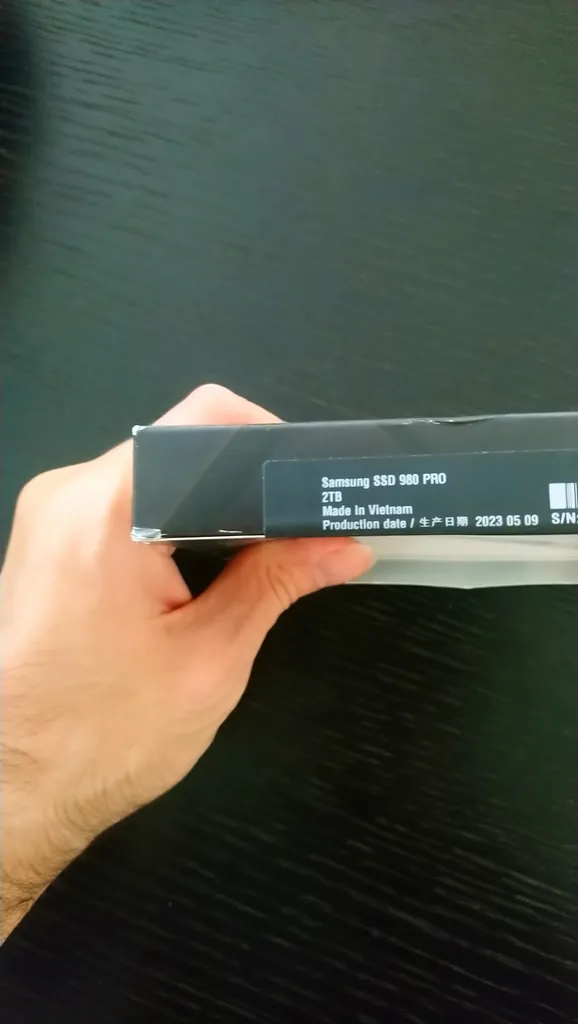 Samsung SSD 980 PRO
2TB
Made in Vietnam
Production date / 生产日期 2023 05 09
S/N: